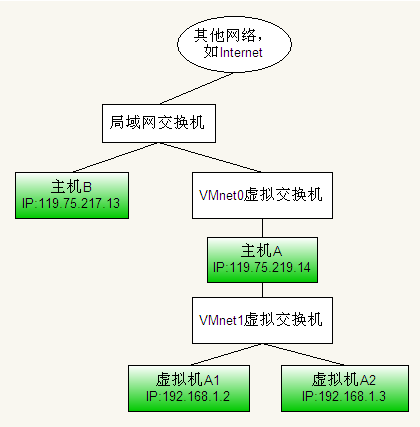 其他网络，
如Internet
局域网交换机
主机B
IP:119.75.217.13
VMnet0虚拟交换机
主机A
IP:119.75.219.14
VMnet1虚拟交换机
虚拟机A1
IP:192.168.1.2
虚拟机A2
IP:192.168.1.3